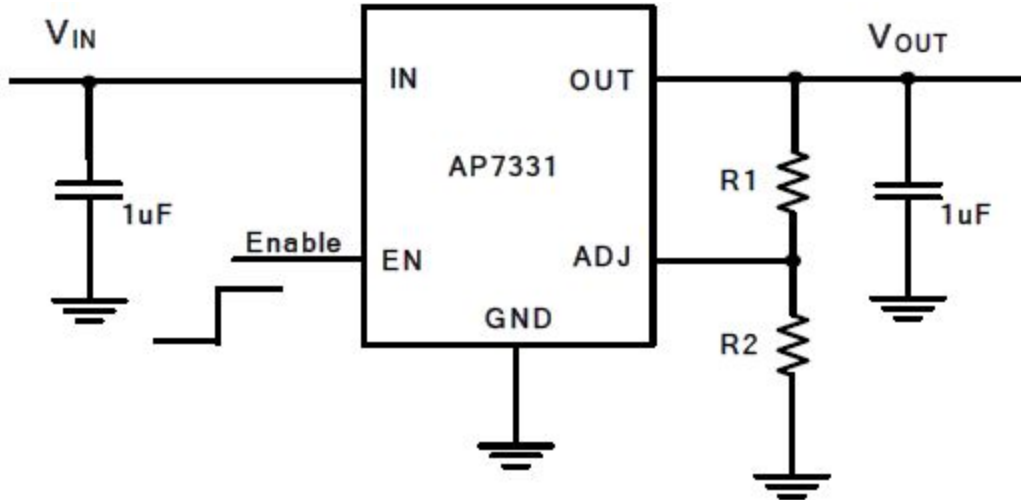 VIN
VOUT
IN
OUT
AP7331
R1
1uF
1uF
Enable
EN
ADJ
GND
R2